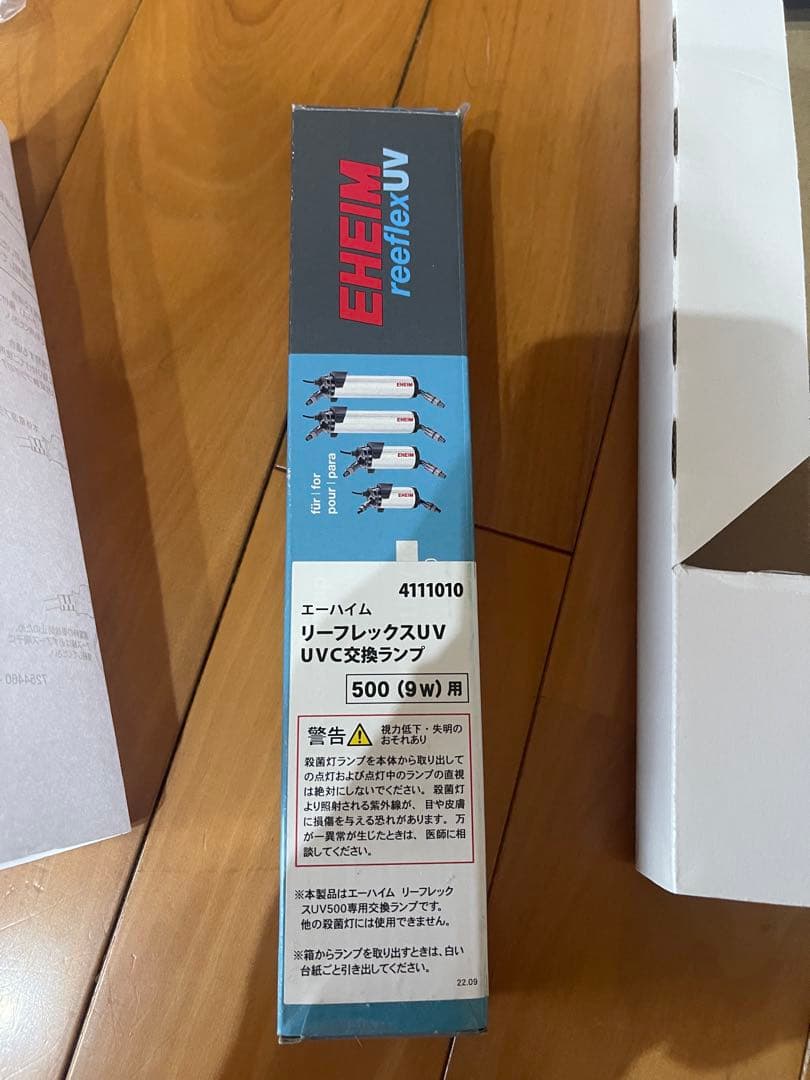 EHEIM
reeflexUV
EHEIM
EHEIM
EHEIM
EHEIM
für | for
pour | para
4111010
エーハイム
リーフレックスUV
UVC交換ランプ
500（9w）用
警告
視力低下・失明の
おそれあり
殺菌灯ランプを本体から取り出して
の点灯および点灯中のランプの直視
は絶対にしないでください。殺菌灯
より照射される紫外線が、目や皮膚
に損傷を与える恐れがあります。万
が一異常が生じたときは、医師に相
談してください。
※本製品はエーハイム リーフレック
スUV500専用交換ランプです。
他の殺菌灯には使用できません。
※箱からランプを取り出すときは、白い
台紙ごと引き出してください。
22.09
7264460